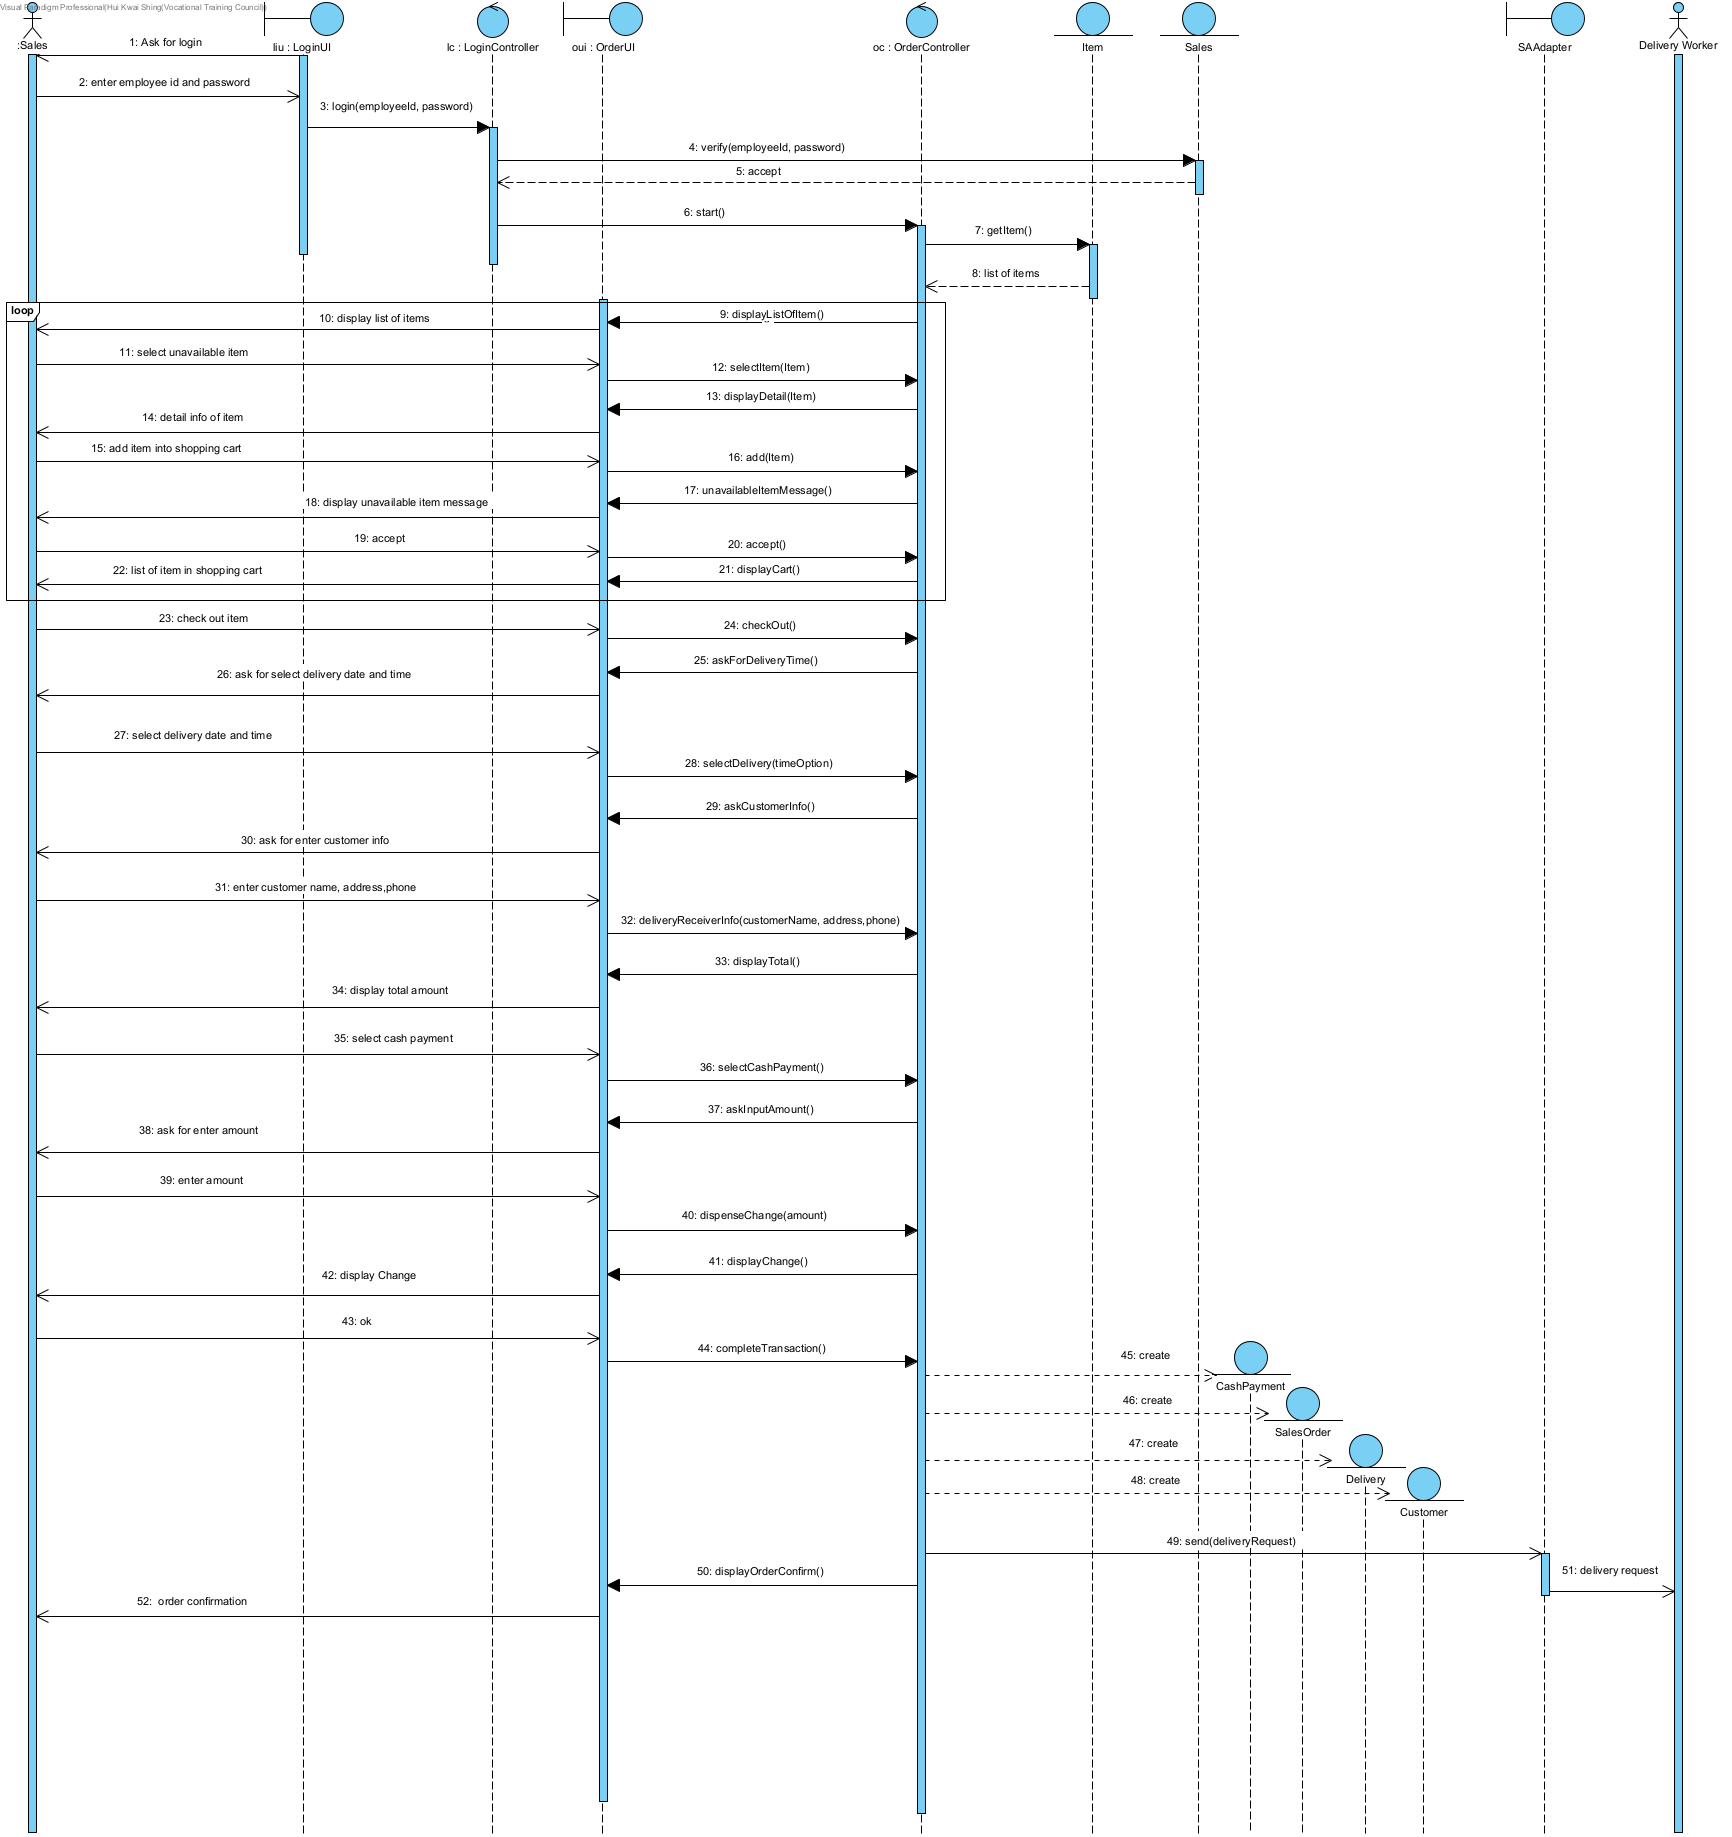 Visual Paradigm Professional(Hui Kwai Shing(Vocational Training Council))
:Sales
liu : LoginUI
lc : LoginController
oui : OrderUI
oc : OrderController
Item
Sales
SAAdapter
Delivery Worker
1: Ask for login
2: enter employee id and password
3: login(employeeId, password)
4: verify(employeeId, password)
5: accept
6: start()
7: getItem()
8: list of items
loop
9: displayListOfItem()
10: display list of items
11: select unavailable item
12: selectItem(Item)
13: displayDetail(Item)
14: detail info of item
15: add item into shopping cart
16: add(Item)
17: unavailableItemMessage()
18: display unavailable item message
19: accept
20: accept()
21: displayCart()
22: list of item in shopping cart
23: check out item
24: checkOut()
25: askForDeliveryTime()
26: ask for select delivery date and time
27: select delivery date and time
28: selectDelivery(timeOption)
29: askCustomerInfo()
30: ask for enter customer info
31: enter customer name, address,phone
32: deliveryReceiverInfo(customerName, address,phone)
33: displayTotal()
34: display total amount
35: select cash payment
36: selectCashPayment()
37: askInputAmount()
38: ask for enter amount
39: enter amount
40: dispenseChange(amount)
41: displayChange()
42: display Change
43: ok
44: completeTransaction()
45: create
CashPayment
46: create
SalesOrder
47: create
Delivery
48: create
Customer
49: send(deliveryRequest)
50: displayOrderConfirm()
51: delivery request
52:  order confirmation